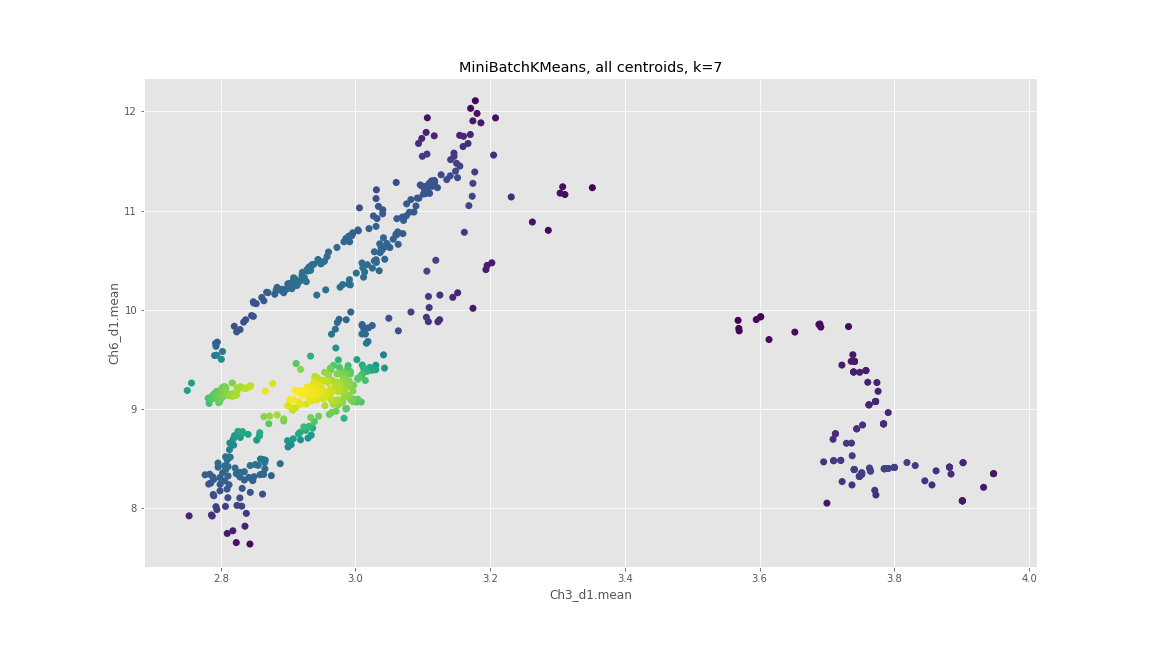 MiniBatchKMeans, all centroids, k=7
12
11
10
9
8
Ch6_d1.mean
2.8 3.0 3.2 3.4 3.6 3.8 4.0
Ch3_d1.mean